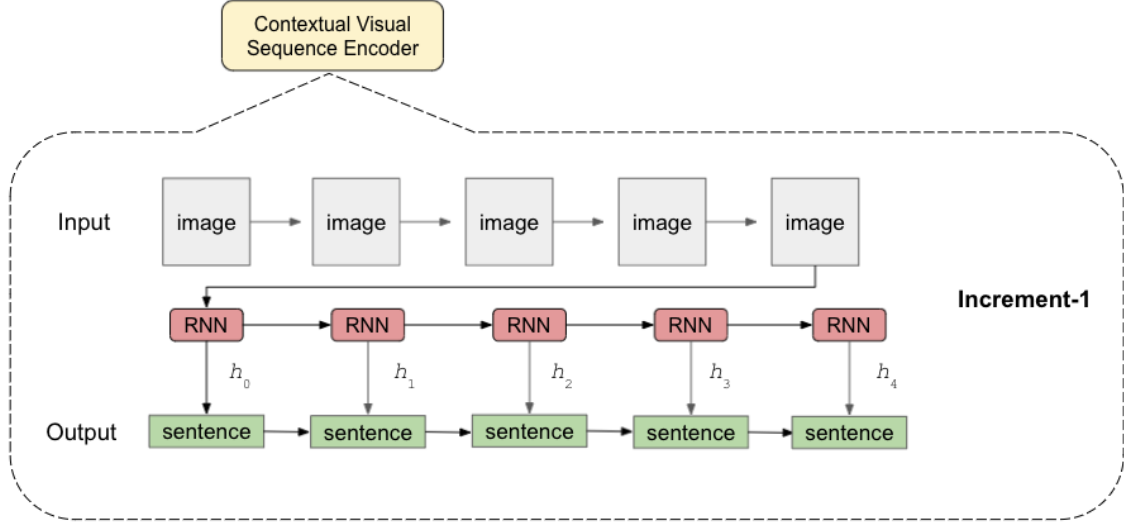 Contextual Visual
Sequence Encoder
Input
image image image image image
Increment-1
RNN RNN RNN RNN RNN
h0 h1 h2 h3 h4
Output
sentence sentence sentence sentence sentence